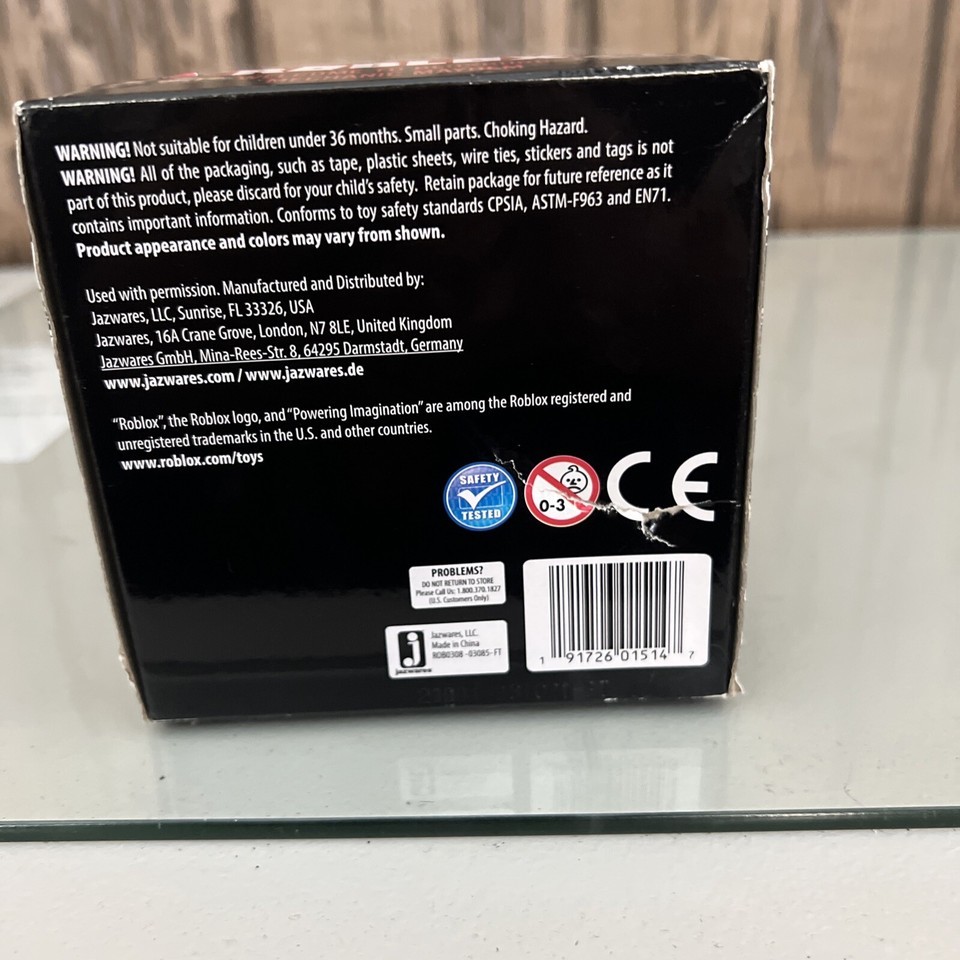 WARNING! Not suitable for children under 36 months. Small parts. Choking Hazard.
WARNING! All of the packaging, such as tape, plastic sheets, wire ties, stickers and tags is not
part of this product, please discard for your child's safety. Retain package for future reference as it
contains important information. Conforms to toy safety standards CPSIA, ASTM-F963 and EN71.
Product appearance and colors may vary from shown.
Used with permission. Manufactured and Distributed by:
Jazwares, LLC, Sunrise, FL 33326, USA
Jazwares, 16A Crane Grove, London, N7 8LE, United Kingdom
Jazwares GmbH, Mina-Rees-Str. 8, 64295 Darmstadt, Germany
www.jazwares.com / www.jazwares.de
"Roblox", the Roblox logo, and "Powering Imagination" are among the Roblox registered and
unregistered trademarks in the U.S. and other countries.
www.roblox.com/toys
SAFETY
TESTED
0-3
CE
PROBLEMS?
DO NOT RETURN TO STORE
Please Call Us: 1.800.370.1827
(U.S. Customers Only)
j
jazwares
Jazwares, LLC.
Made in China
ROB0308-03085-FT
1 91726 01514 7